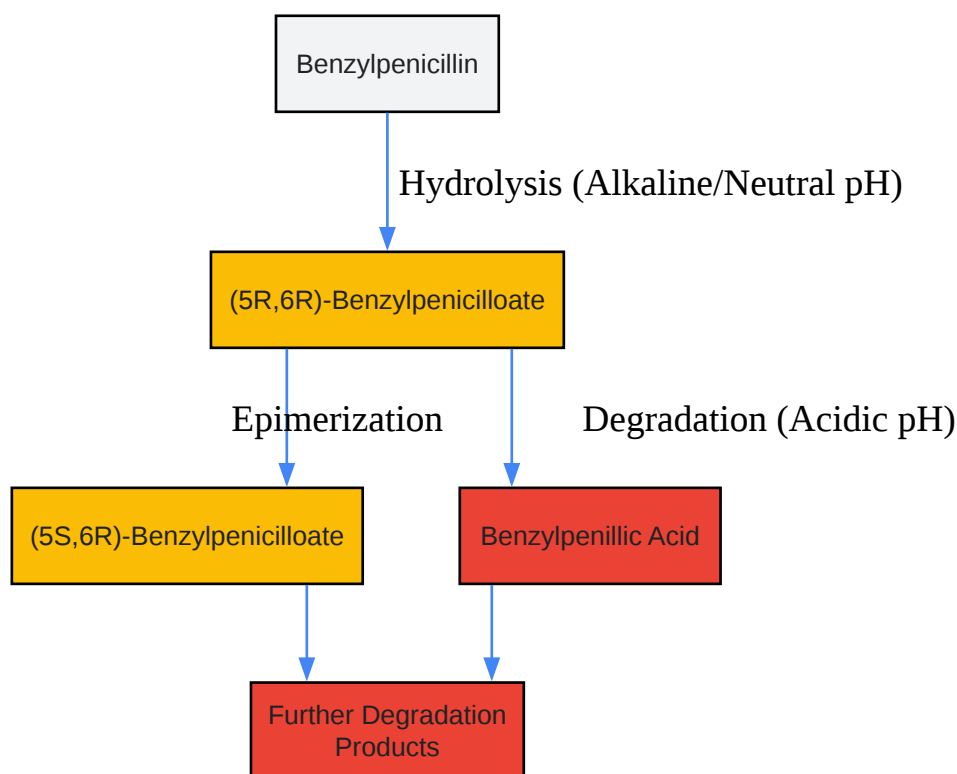 Benzylpenicillin
Hydrolysis (Alkaline/Neutral pH)
(5R,6R)-Benzylpenicilloate
Epimerization
Degradation (Acidic pH)
(5S,6R)-Benzylpenicilloate
Benzylpenillic Acid
Further Degradation
Products